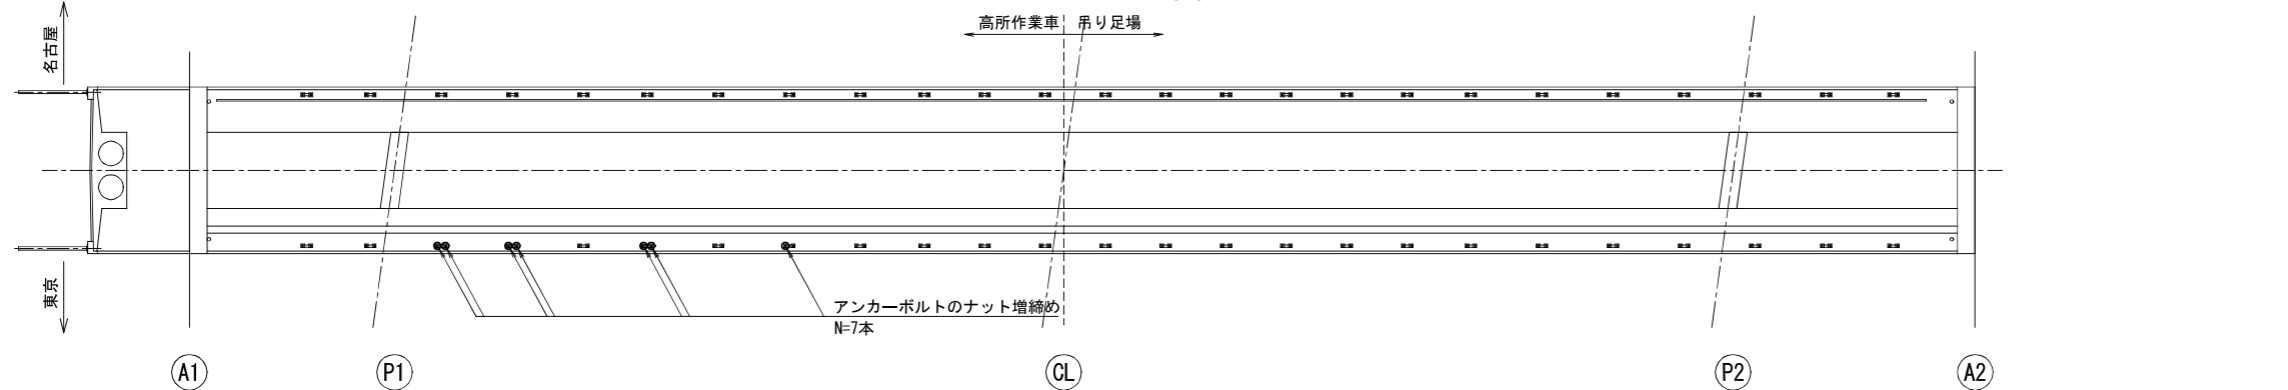 名古屋
高所作業車 吊り足場
東京
アンカーボルトのナット増締め
N=7本
A1
P1
CL
P2
A2